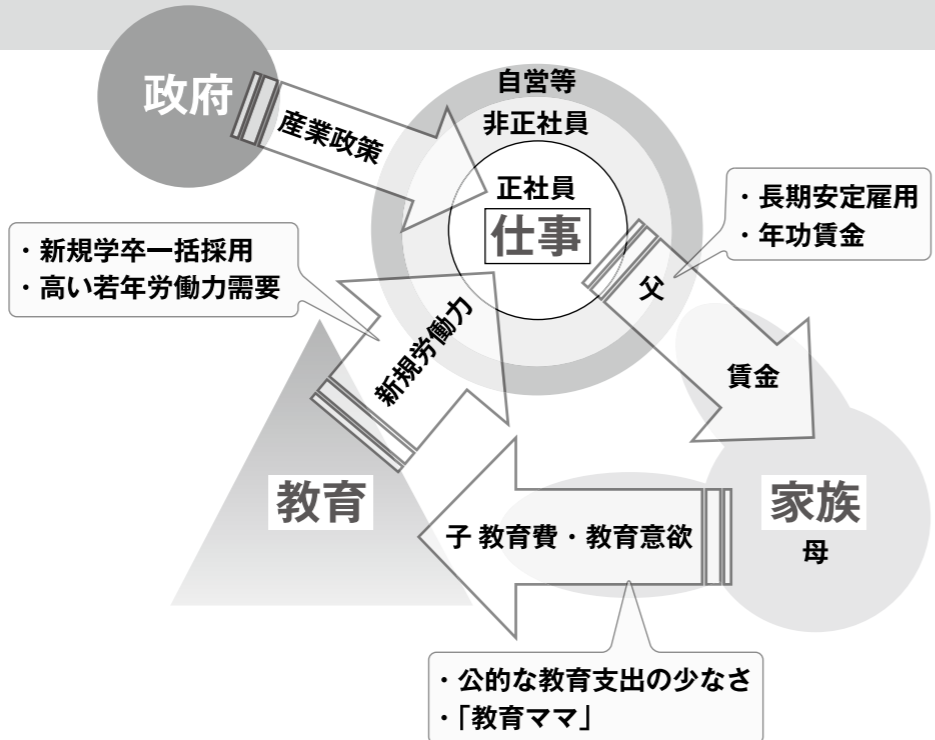 政府
産業政策
自営等
非正社員
正社員
仕事
・長期安定雇用
・年功賃金
・新規学卒一括採用
・高い若年労働力需要
父
新規労働力
賃金
教育
家族
母
子 教育費・教育意欲
・公的な教育支出の少なさ
・「教育ママ」